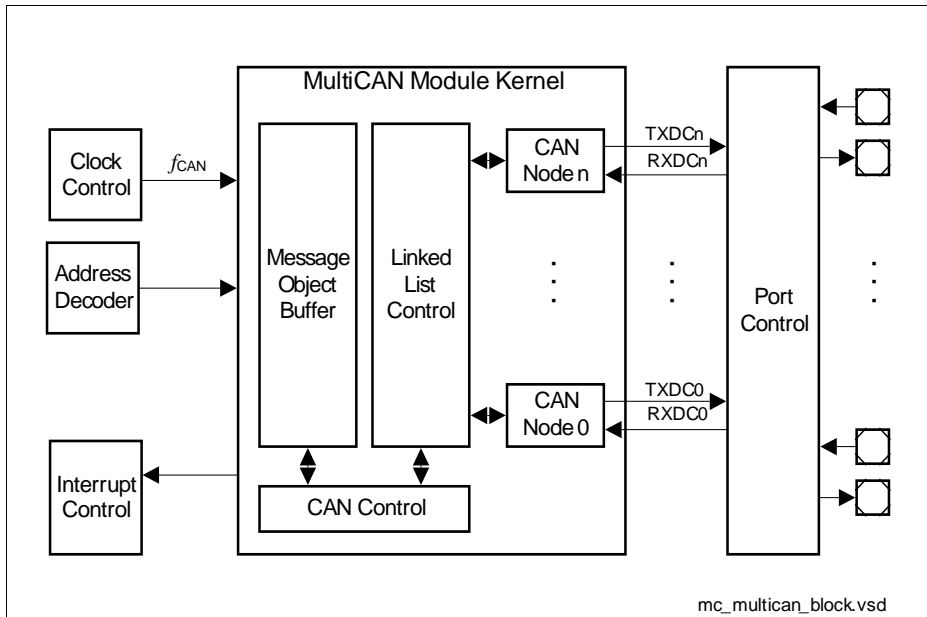 MultiCAN Module Kernel
Clock
Control
fCAN
Address
Decoder
Interrupt
Control
Message
Object
Buffer
Linked
List
Control
CAN Control
CAN
Node n
CAN
Node 0
TXDCn
RXDCn
TXDC0
RXDC0
Port
Control
mc_multican_block.vsd